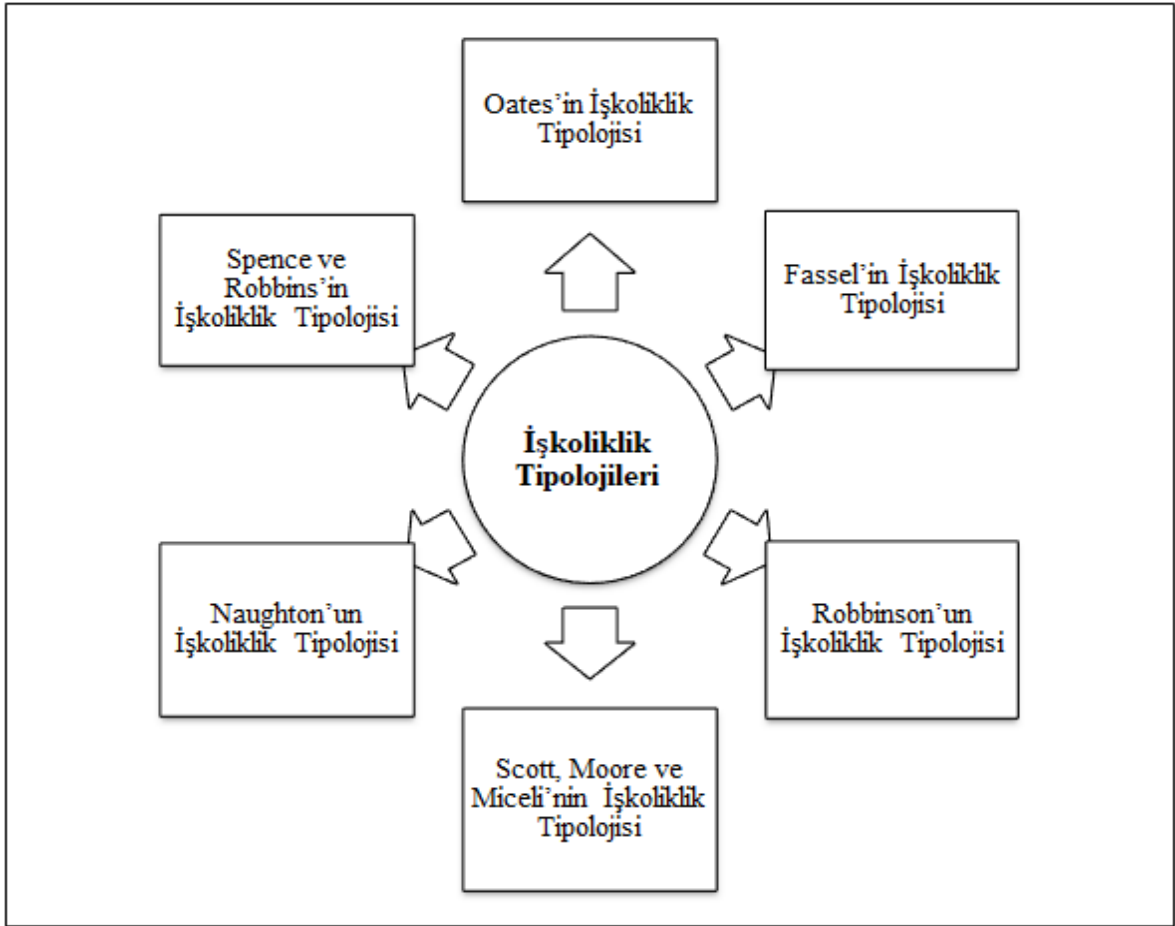 Oates’in İşkoliklik
Tipolojisi
Spence ve
Robbins’in
İşkoliklik Tipolojisi
Fassel’in İşkoliklik
Tipolojisi
İşkoliklik
Tipolojileri
Naughton’un
İşkoliklik Tipolojisi
Robbinson’un
İşkoliklik Tipolojisi
Scott, Moore ve
Miceli’nin İşkoliklik
Tipolojisi